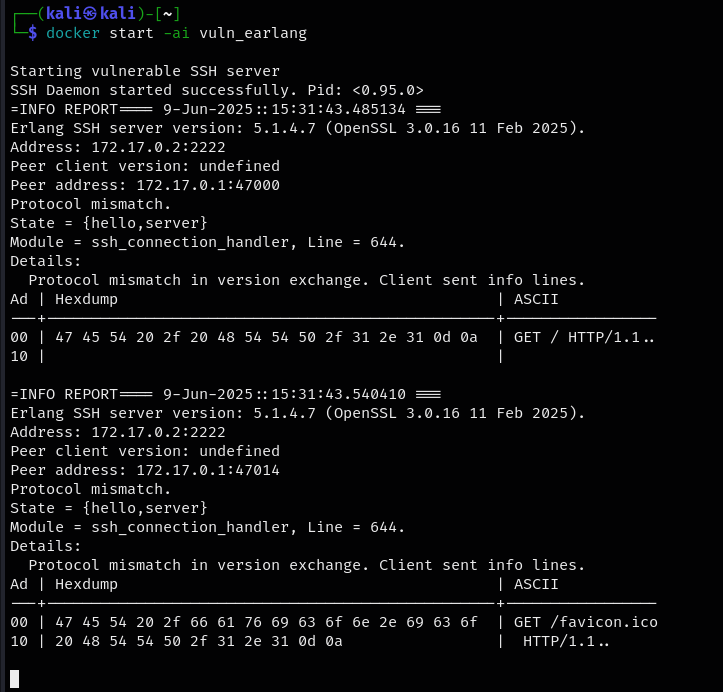 ┌──(kali㉿kali)-[~]
└─$ docker start -ai vuln_earlang
Starting vulnerable SSH server
SSH Daemon started successfully. Pid: <0.95.0>
=INFO REPORT==== 9-Jun-2025::15:31:43.485134 ===
Erlang SSH server version: 5.1.4.7 (OpenSSL 3.0.16 11 Feb 2025).
Address: 172.17.0.2:2222
Peer client version: undefined
Peer address: 172.17.0.1:47000
Protocol mismatch.
State = {hello,server}
Module = ssh_connection_handler, Line = 644.
Details:
  Protocol mismatch in version exchange. Client sent info lines.
Ad | Hexdump                                          | ASCII
---+--------------------------------------------------+-----------------
00 | 47 45 54 20 2f 20 48 54 54 50 2f 31 2e 31 0d 0a  | GET / HTTP/1.1..
10 |                                                  |
=INFO REPORT==== 9-Jun-2025::15:31:43.540410 ===
Erlang SSH server version: 5.1.4.7 (OpenSSL 3.0.16 11 Feb 2025).
Address: 172.17.0.2:2222
Peer client version: undefined
Peer address: 172.17.0.1:47014
Protocol mismatch.
State = {hello,server}
Module = ssh_connection_handler, Line = 644.
Details:
  Protocol mismatch in version exchange. Client sent info lines.
Ad | Hexdump                                          | ASCII
---+--------------------------------------------------+-----------------
00 | 47 45 54 20 2f 66 61 76 69 63 6f 6e 2e 69 63 6f  | GET /favicon.ico
10 | 20 48 54 54 50 2f 31 2e 31 0d 0a                 |  HTTP/1.1..